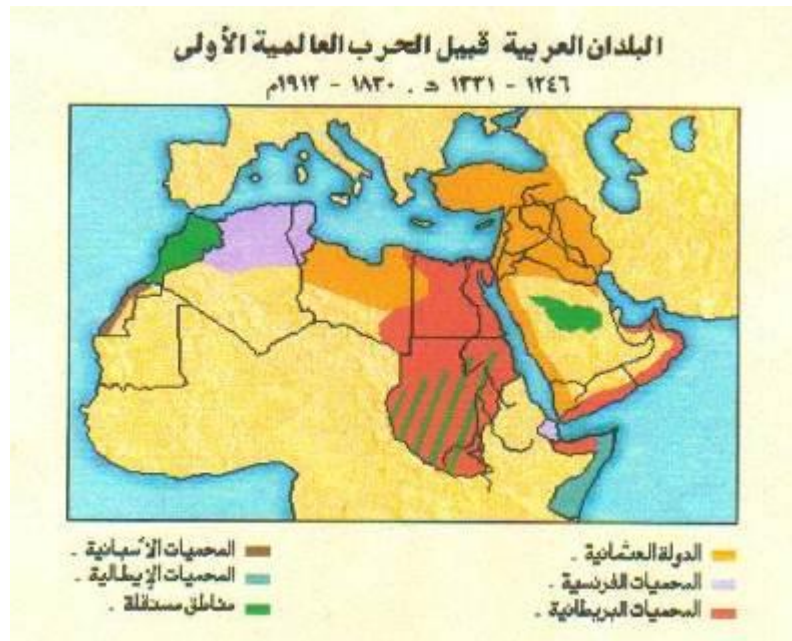 البلدان العربية قبيل الحرب العالمية الأولى
١٢٤٦ - ١٣٣١ هـ . ١٨٣٠ - ١٩١٢م
الدولة العثمانية .
المحميات الفرنسية .
المحميات البريطانية .
المحميات الأسبانية .
المحميات الإيطالية .
مناطق مستقلة .